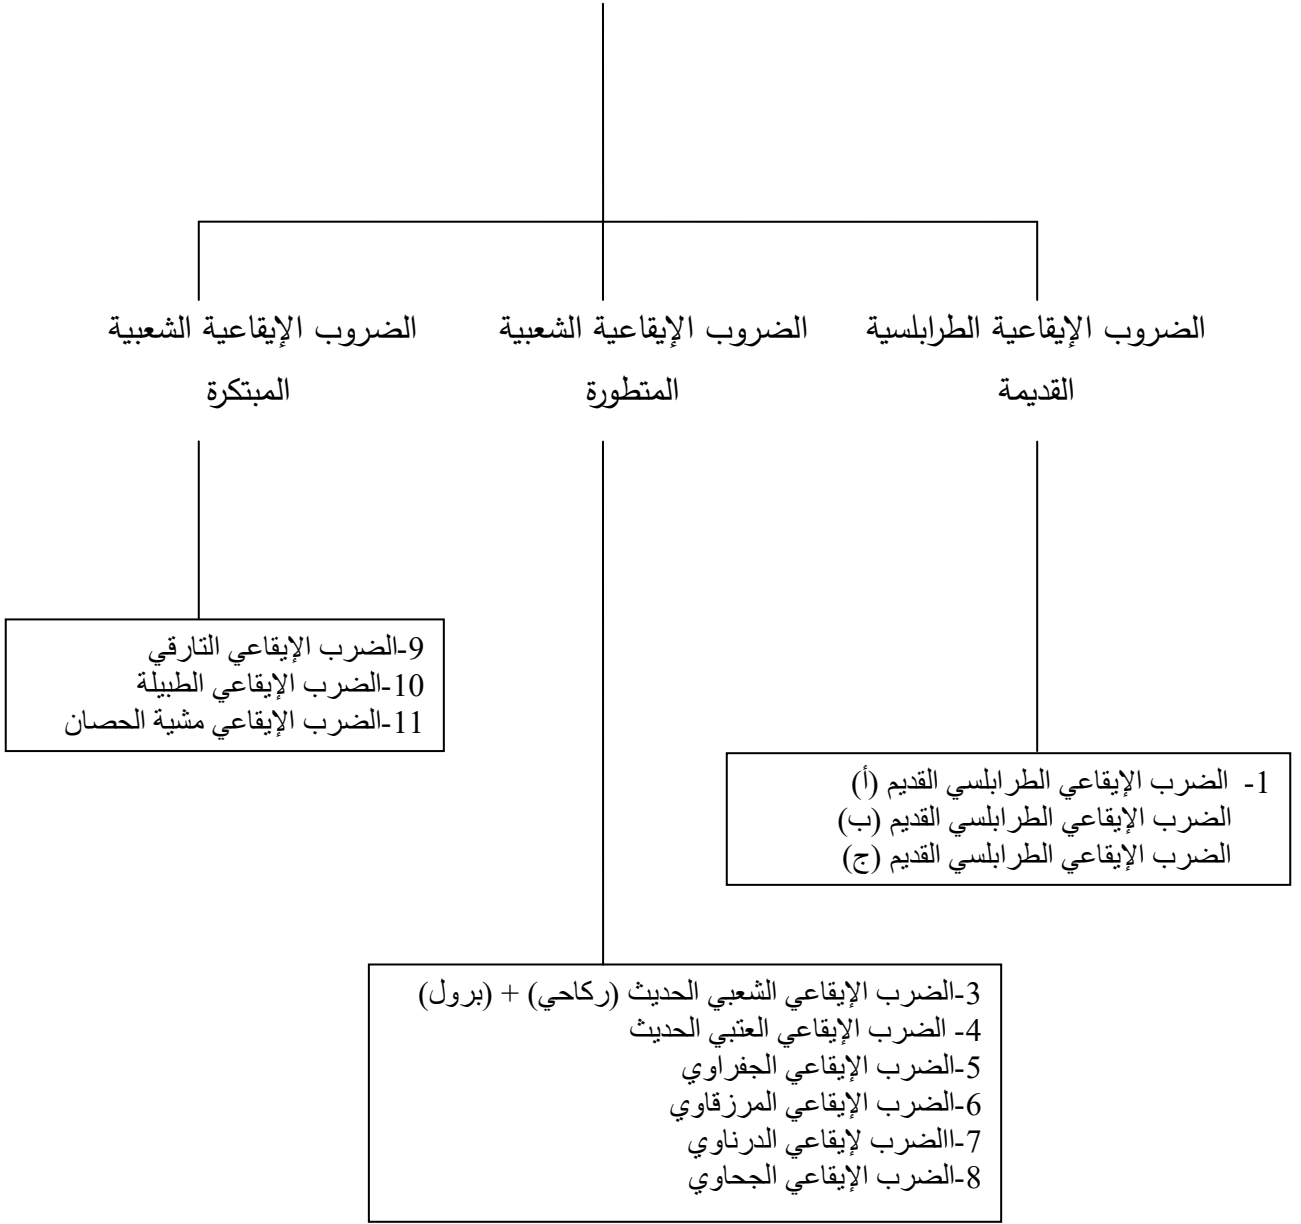 الضروب الإيقاعية الطرابلسية
القديمة
الضروب الإيقاعية الشعبية
المتطورة
الضروب الإيقاعية الشعبية
المبتكرة
1- الضرب الإيقاعي الطرابلسي القديم (أ)
الضرب الإيقاعي الطرابلسي القديم (ب)
الضرب الإيقاعي الطرابلسي القديم (ج)
3-الضرب الإيقاعي الشعبي الحديث (ركاحي) + (برول)
4- الضرب الإيقاعي العتبي الحديث
5-الضرب الإيقاعي الجفراوي
6-الضرب الإيقاعي المرزقاوي
7-االضرب لإيقاعي الدرناوي
8-الضرب الإيقاعي الجحاوي
9-الضرب الإيقاعي التارقي
10-الضرب الإيقاعي الطبيلة
11-الضرب الإيقاعي مشية الحصان